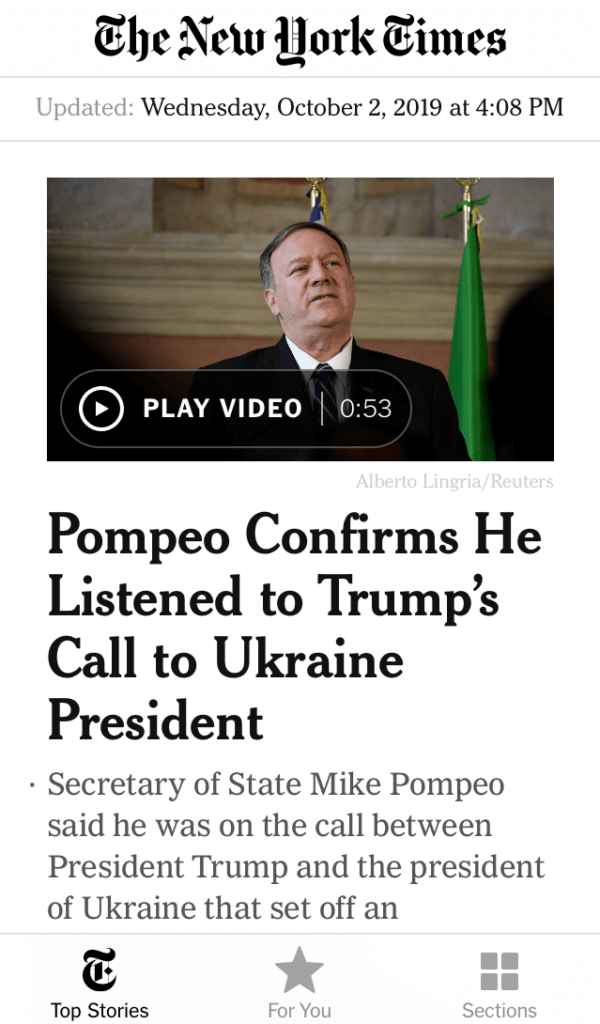 The New York Times
Updated: Wednesday, October 2, 2019 at 4:08 PM
PLAY VIDEO | 0:53
Alberto Lingria/Reuters
Pompeo Confirms He
Listened to Trump’s
Call to Ukraine
President
· Secretary of State Mike Pompeo
said he was on the call between
President Trump and the president
of Ukraine that set off an
T
Top Stories
For You
Sections